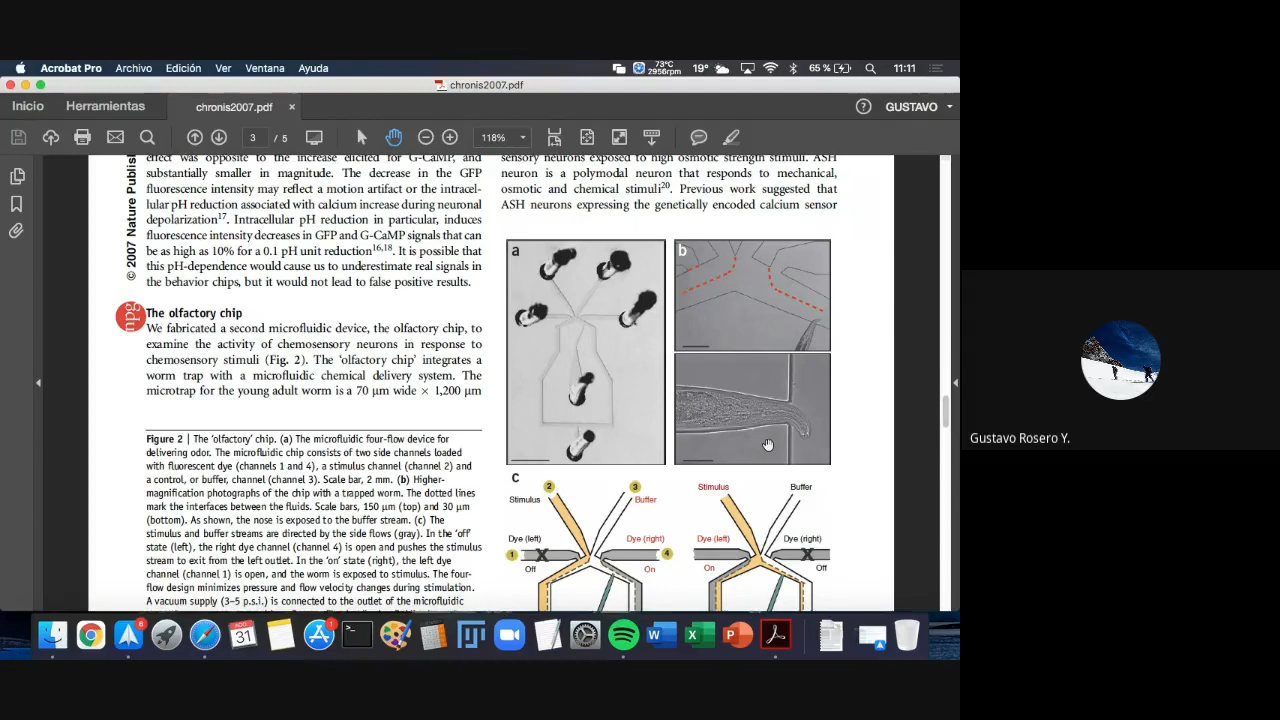 Acrobat Pro Archivo Edición Ver Ventana Ayuda 73°C 2956rpm 19° 65 % 11:11
chronis2007.pdf
Inicio Herramientas chronis2007.pdf × GUSTAVO
3 / 5 118%
© 2007 Nature Publish
effect was opposite to the increase elicited for G-CaMP, and
substantially smaller in magnitude. The decrease in the GFP
fluorescence intensity may reflect a motion artifact or the intracel-
lular pH reduction associated with calcium increase during neuronal
depolarization17. Intracellular pH reduction in particular, induces
fluorescence intensity decreases in GFP and G-CaMP signals that can
be as high as 10% for a 0.1 pH unit reduction16,18. It is possible that
this pH-dependence would cause us to underestimate real signals in
the behavior chips, but it would not lead to false positive results.
npg
The olfactory chip
We fabricated a second microfluidic device, the olfactory chip, to
examine the activity of chemosensory neurons in response to
chemosensory stimuli (Fig. 2). The ‘olfactory chip’ integrates a
worm trap with a microfluidic chemical delivery system. The
microtrap for the young adult worm is a 70 μm wide × 1,200 μm
Figure 2 | The ‘olfactory’ chip. (a) The microfluidic four-flow device for
delivering odor. The microfluidic chip consists of two side channels loaded
with fluorescent dye (channels 1 and 4), a stimulus channel (channel 2) and
a control, or buffer, channel (channel 3). Scale bar, 2 mm. (b) Higher-
magnification photographs of the chip with a trapped worm. The dotted lines
mark the interfaces between the fluids. Scale bars, 150 μm (top) and 30 μm
(bottom). As shown, the nose is exposed to the buffer stream. (c) The
stimulus and buffer streams are directed by the side flows (gray). In the ‘off’
state (left), the right dye channel (channel 4) is open and pushes the stimulus
stream to exit from the left outlet. In the ‘on’ state (right), the left dye
channel (channel 1) is open, and the worm is exposed to stimulus. The four-
flow design minimizes pressure and flow velocity changes during stimulation.
A vacuum supply (3–5 p.s.i.) is connected to the outlet of the microfluidic
sensory neurons exposed to high osmotic strength stimuli. ASH
neuron is a polymodal neuron that responds to mechanical,
osmotic and chemical stimuli20. Previous work suggested that
ASH neurons expressing the genetically encoded calcium sensor
a
b
c
2 3
Stimulus Buffer
Dye (left) Dye (right)
1 4
Off On
Stimulus Buffer
Dye (left) Dye (right)
On Off
6
AGO.
31
1
Gustavo Rosero Y.